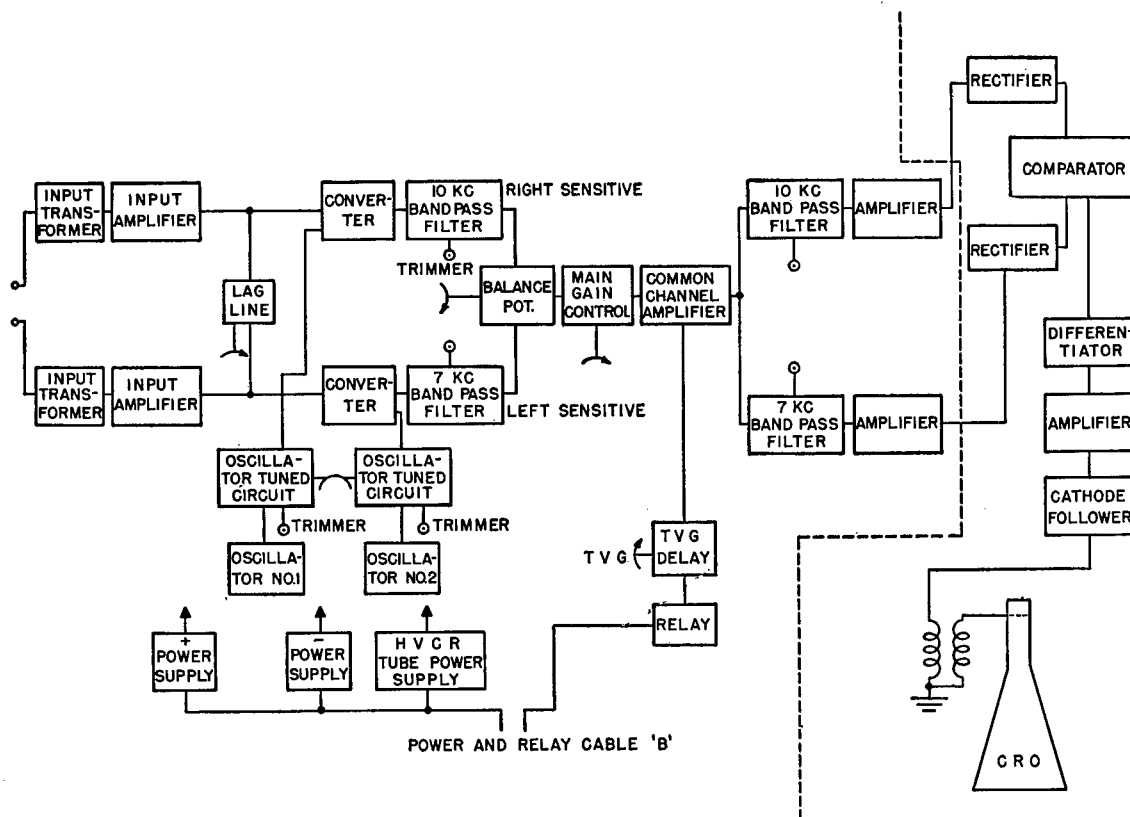 RECTIFIER
COMPARATOR
INPUT
TRANS-
FORMER
INPUT
AMPLIFIER
CONVER-
TER
10 KC
BAND PASS
FILTER
RIGHT SENSITIVE
10 KC
BAND PASS
FILTER
AMPLIFIER
RECTIFIER
TRIMMER
LAG
LINE
BALANCE
POT.
MAIN
GAIN
CONTROL
COMMON
CHANNEL
AMPLIFIER
DIFFEREN-
TIATOR
INPUT
TRANS-
FORMER
INPUT
AMPLIFIER
CONVER-
TER
7 KC
BAND PASS
FILTER
LEFT SENSITIVE
7 KC
BAND PASS
FILTER
AMPLIFIER
AMPLIFIER
OSCILLA-
TOR TUNED
CIRCUIT
OSCILLA-
TOR TUNED
CIRCUIT
CATHODE
FOLLOWER
TRIMMER
TRIMMER
OSCILLA-
TOR NO.1
OSCILLA-
TOR NO.2
TVG
TVG
DELAY
RELAY
+
POWER
SUPPLY
-
POWER
SUPPLY
H V C R
TUBE POWER
SUPPLY
POWER AND RELAY CABLE 'B'
CRO